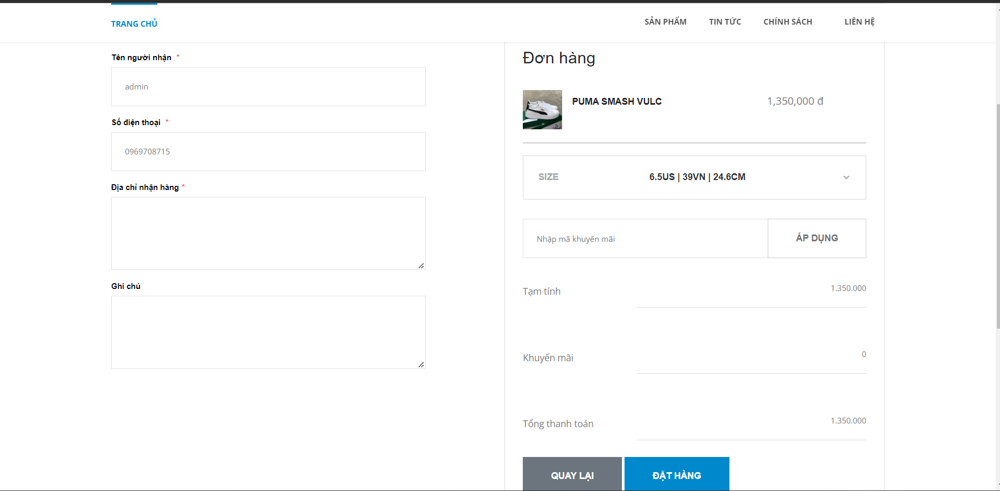 TRANG CHỦ
SẢN PHẨM
TIN TỨC
CHÍNH SÁCH
LIÊN HỆ
Tên người nhận *
admin
Số điện thoại *
0969708715
Địa chỉ nhận hàng *
Ghi chú
Đơn hàng
PUMA SMASH VULC
1,350,000 đ
SIZE
6.5US | 39VN | 24.6CM
Nhập mã khuyến mãi
ÁP DỤNG
Tạm tính
1.350.000
Khuyến mãi
0
Tổng thanh toán
1.350.000
QUAY LẠI
ĐẶT HÀNG